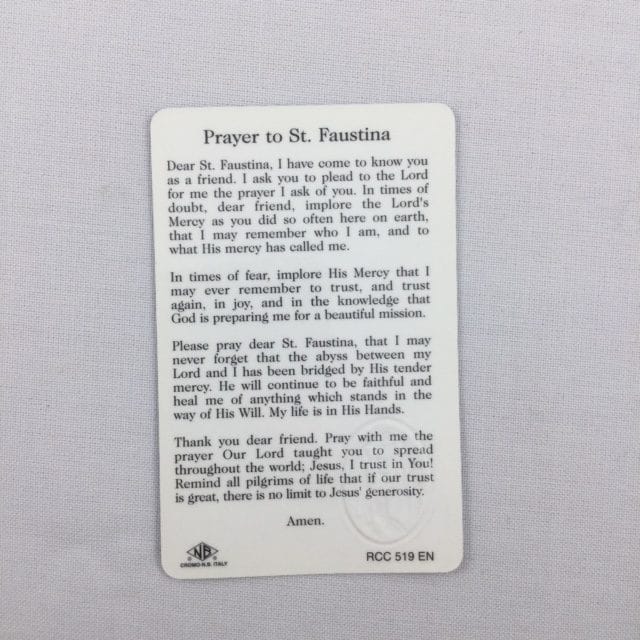 Prayer to St. Faustina
Dear St. Faustina, I have come to know you
as a friend. I ask you to plead to the Lord
for me the prayer I ask of you. In times of
doubt, dear friend, implore the Lord's
Mercy as you did so often here on earth,
that I may remember who I am, and to
what His mercy has called me.
In times of fear, implore His Mercy that I
may ever remember to trust, and trust
again, in joy, and in the knowledge that
God is preparing me for a beautiful mission.
Please pray dear St. Faustina, that I may
never forget that the abyss between my
Lord and I has been bridged by His tender
mercy. He will continue to be faithful and
heal me of anything which stands in the
way of His Will. My life is in His Hands.
Thank you dear friend. Pray with me the
prayer Our Lord taught you to spread
throughout the world; Jesus, I trust in You!
Remind all pilgrims of life that if our trust
is great, there is no limit to Jesus' generosity.
Amen.
NB
CROMO-N.B. ITALY
RCC 519 EN